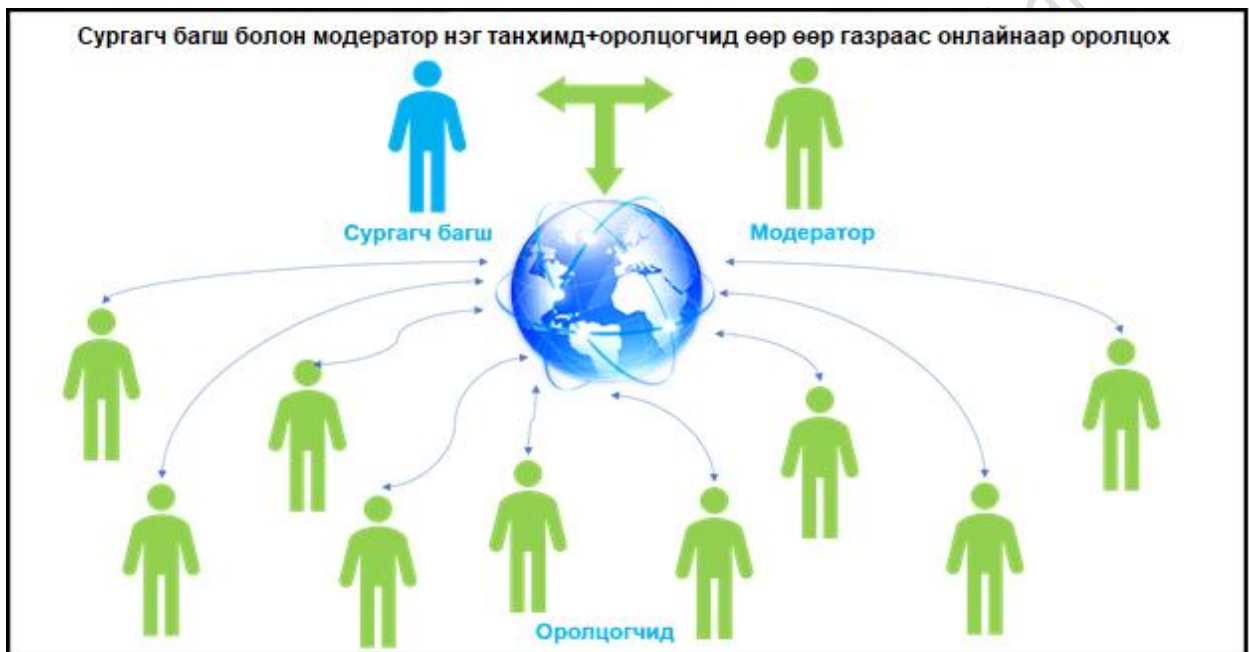 Сургагч багш болон модератор нэг танхимд+оролцогчид өөр өөр газраас онлайнаар оролцох
Сургагч багш
Модератор
Оролцогчид